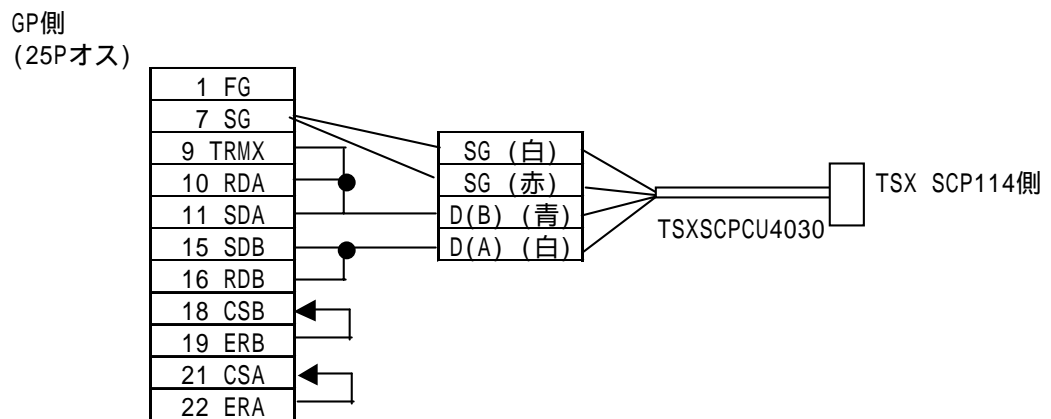 GP側
(25Pオス)
1 FG
7 SG
9 TRMX
10 RDA
11 SDA
15 SDB
16 RDB
18 CSB
19 ERB
21 CSA
22 ERA
SG (白)
SG (赤)
D(B) (青)
D(A) (白)
TSXSCPCU4030
TSX SCP114側